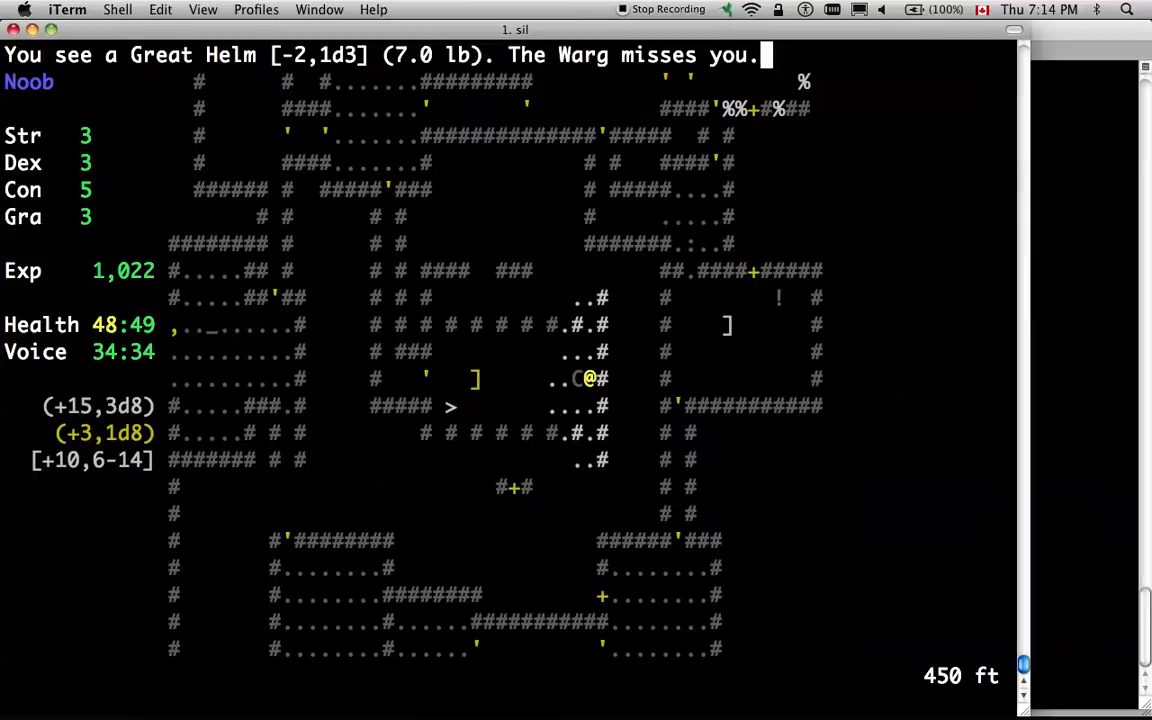 iTerm Shell Edit View Profiles Window Help Stop Recording (100%) Thu 7:14 PM
1. sil
You see a Great Helm [-2,1d3] (7.0 lb). The Warg misses you.
Noob # # #.......######### ' ' %
# ####.......' ' ####'%%+#%##
Str 3 # ' '.......##############'##### # #
Dex 3 # ####.......# # # ####'#
Con 5 ###### # #####'### # #####....#
Gra 3 # # # # # .....#
######## # # # #######.:..#
Exp 1,022 #.....## # # # #### ### ##.####+#####
#.....##'## # # # ..# # ! #
Health 48:49 ,.._......# # # # # # # # #.#.# # ] #
Voice 34:34 ..........# # ### ...# # #
..........# # ' ] ..C@# # #
(+15,3d8) #.....###.# ##### > ....# #'###########
(+3,1d8) #.....# # # # # # # # #.#.# # #
[+10,6-14] ####### # # ..# # #
# #+# # #
# # #
# #'######## ######'###
# #........# #........#
# #........######## +........#
# #........#......###########........#
# #........#......' '........#
450 ft